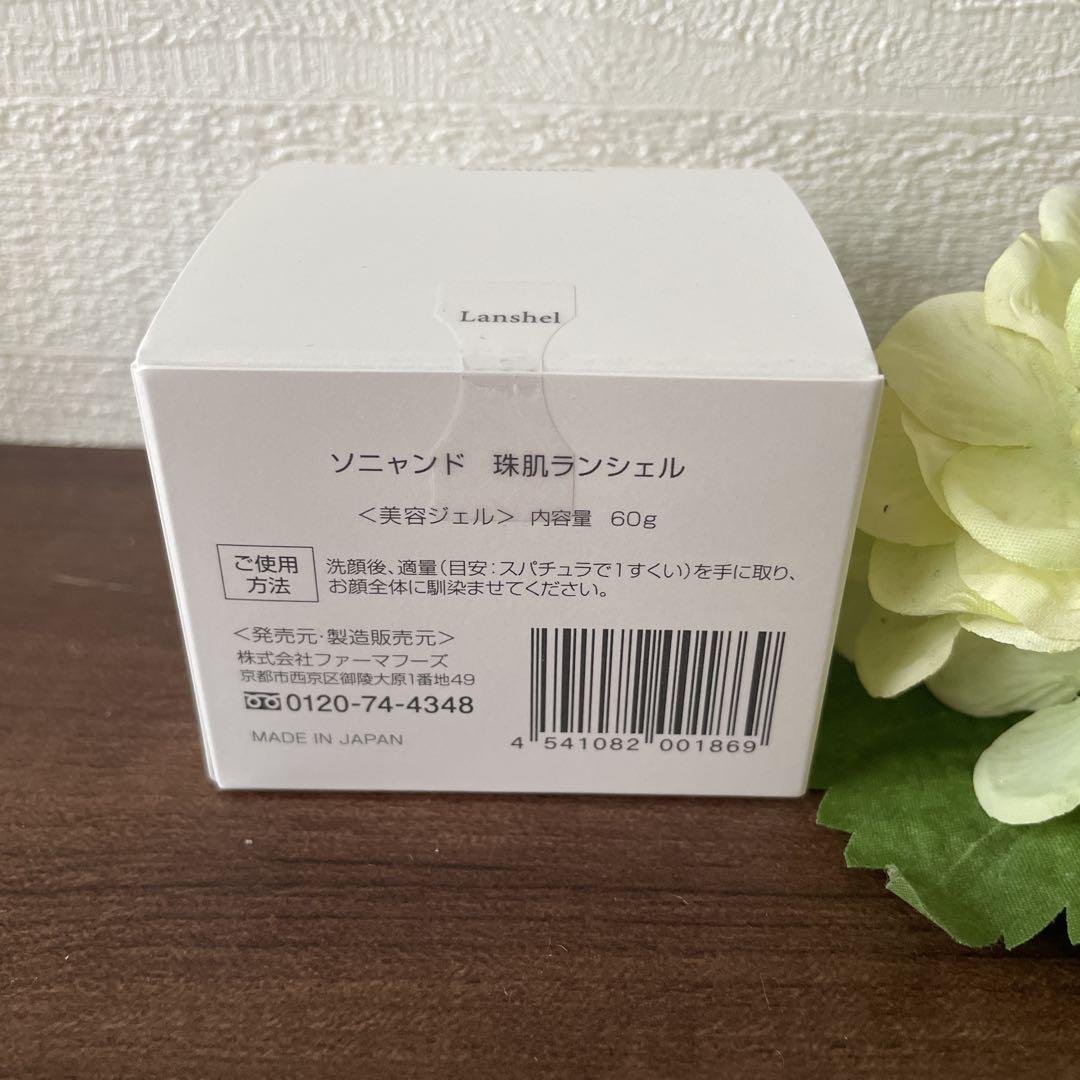 Lanshel
ソニャンド 珠肌ランシェル
＜美容ジェル＞ 内容量 60g
ご使用
方法
洗顔後、適量(目安:スパチュラで1すくい)を手に取り、
お顔全体に馴染ませてください。
＜発売元・製造販売元＞
株式会社ファーマフーズ
京都市西京区御陵大原1番地49
0120-74-4348
MADE IN JAPAN
4 541082 001869